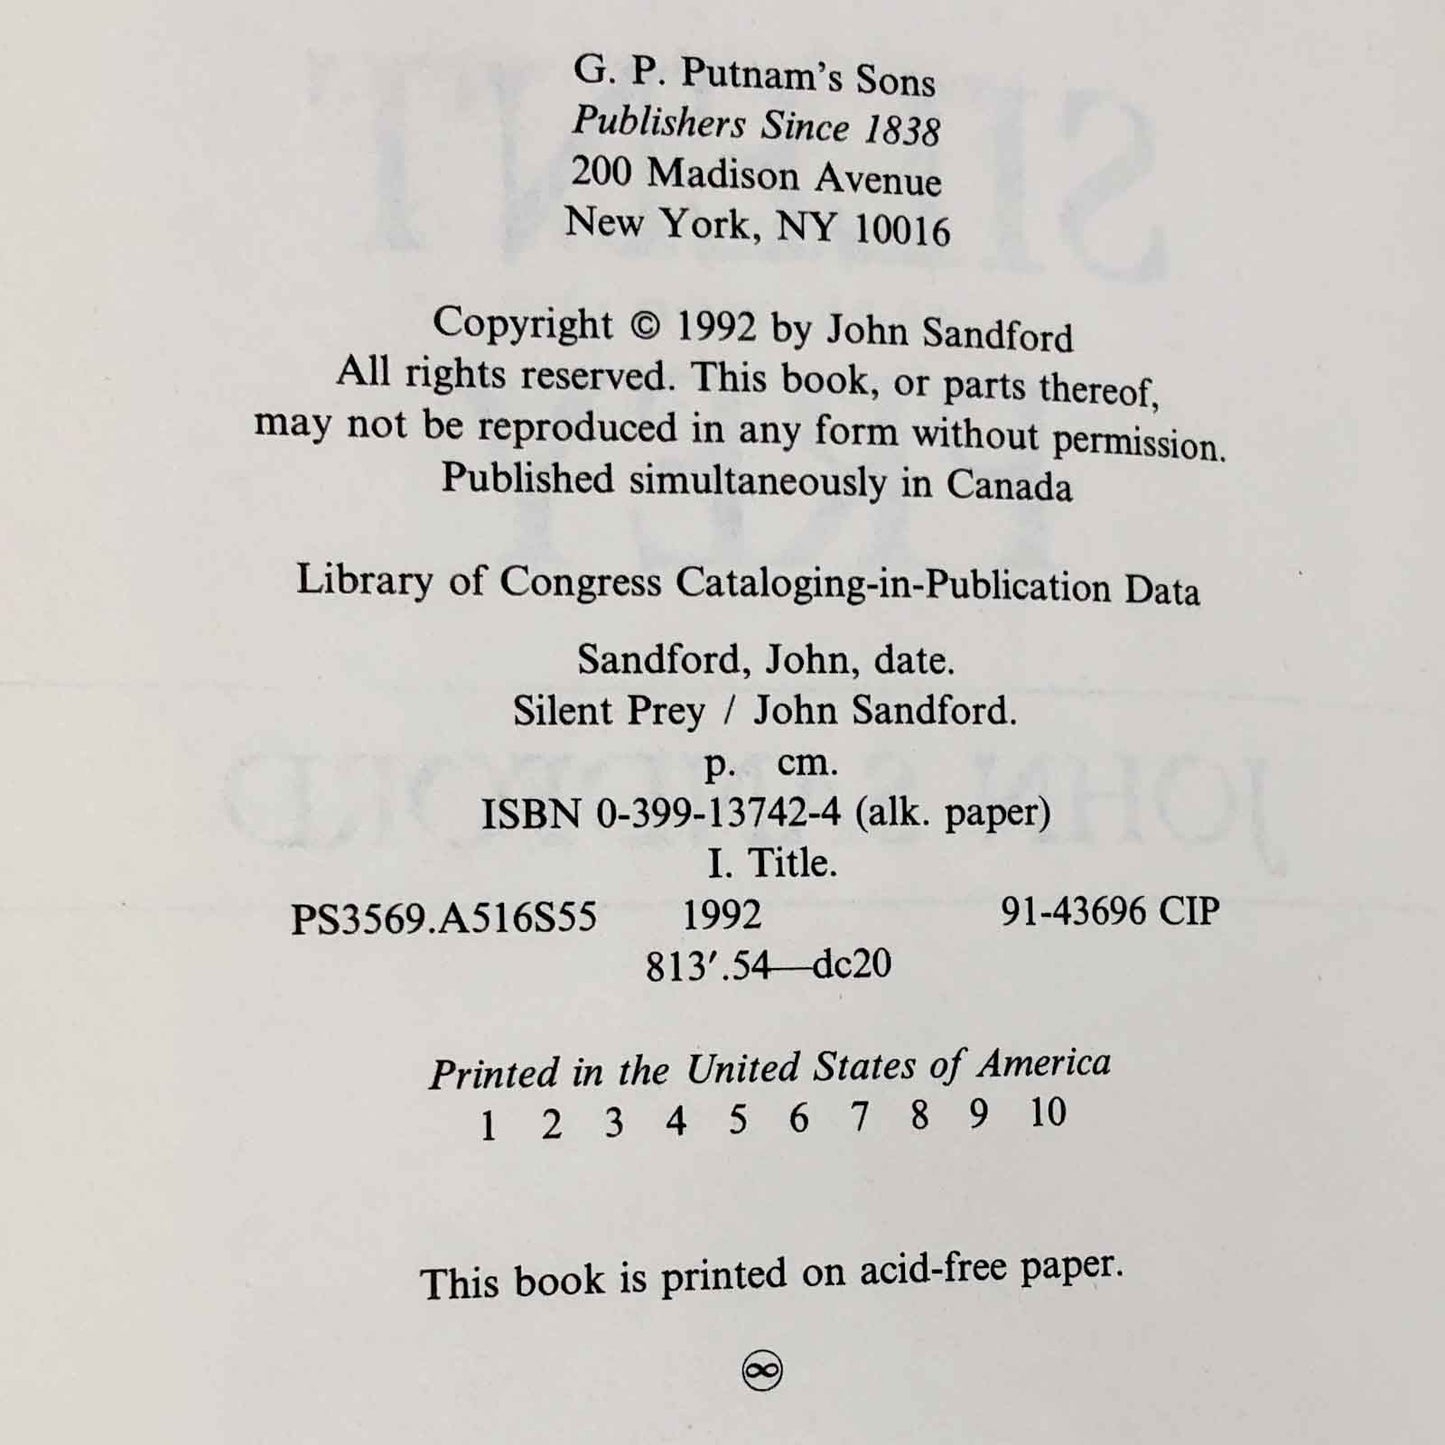 G. P. Putnam's Sons
Publishers Since 1838
200 Madison Avenue
New York, NY 10016
Copyright © 1992 by John Sandford
All rights reserved. This book, or parts thereof,
may not be reproduced in any form without permission.
Published simultaneously in Canada
Library of Congress Cataloging-in-Publication Data
Sandford, John, date.
Silent Prey / John Sandford.
p. cm.
ISBN 0-399-13742-4 (alk. paper)
I. Title.
PS3569.A516S55 1992 91-43696 CIP
813′.54—dc20
Printed in the United States of America
1 2 3 4 5 6 7 8 9 10
This book is printed on acid-free paper.
∞